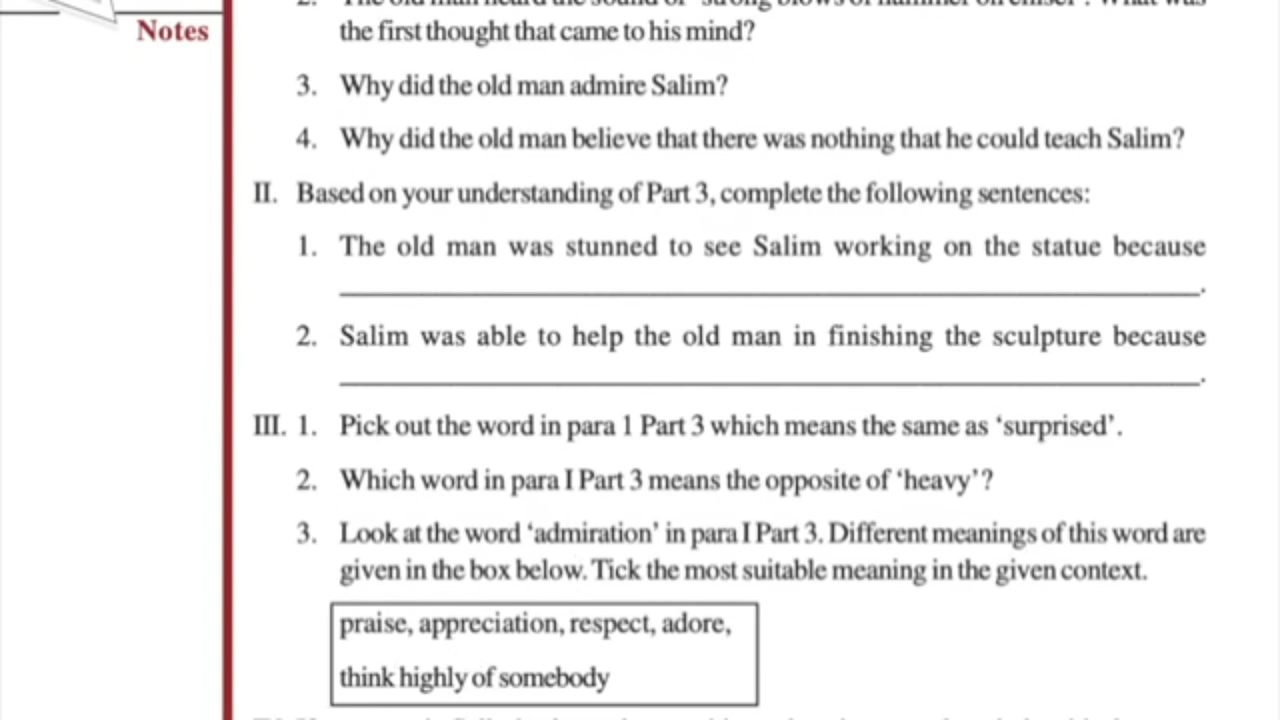 Notes
the first thought that came to his mind?
3. Why did the old man admire Salim?
4. Why did the old man believe that there was nothing that he could teach Salim?
II. Based on your understanding of Part 3, complete the following sentences:
1. The old man was stunned to see Salim working on the statue because
.
2. Salim was able to help the old man in finishing the sculpture because
.
III. 1. Pick out the word in para 1 Part 3 which means the same as ‘surprised’.
2. Which word in para I Part 3 means the opposite of ‘heavy’?
3. Look at the word ‘admiration’ in para I Part 3. Different meanings of this word are
given in the box below. Tick the most suitable meaning in the given context.
praise, appreciation, respect, adore,
think highly of somebody